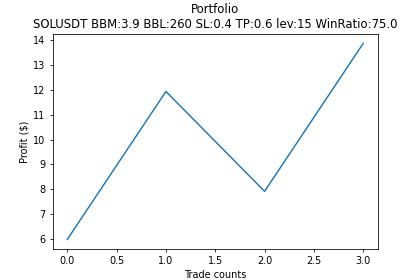 Portfolio
SOLUSDT BBM:3.9 BBL:260 SL:0.4 TP:0.6 lev:15 WinRatio:75.0
14
13
12
11
10
9
8
7
6
Profit ($)
0.0 0.5 1.0 1.5 2.0 2.5 3.0
Trade counts